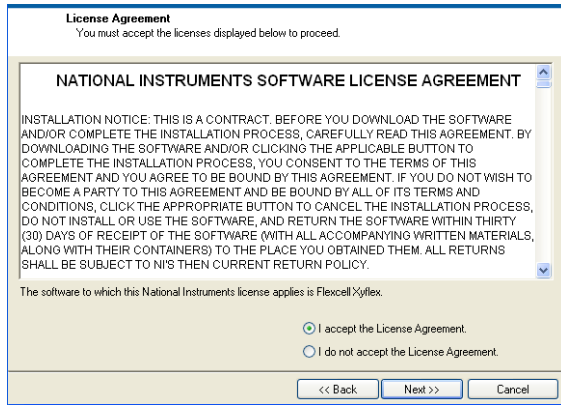 License Agreement
You must accept the licenses displayed below to proceed.
NATIONAL INSTRUMENTS SOFTWARE LICENSE AGREEMENT
INSTALLATION NOTICE: THIS IS A CONTRACT. BEFORE YOU DOWNLOAD THE SOFTWARE
AND/OR COMPLETE THE INSTALLATION PROCESS, CAREFULLY READ THIS AGREEMENT. BY
DOWNLOADING THE SOFTWARE AND/OR CLICKING THE APPLICABLE BUTTON TO
COMPLETE THE INSTALLATION PROCESS, YOU CONSENT TO THE TERMS OF THIS
AGREEMENT AND YOU AGREE TO BE BOUND BY THIS AGREEMENT. IF YOU DO NOT WISH TO
BECOME A PARTY TO THIS AGREEMENT AND BE BOUND BY ALL OF ITS TERMS AND
CONDITIONS, CLICK THE APPROPRIATE BUTTON TO CANCEL THE INSTALLATION PROCESS,
DO NOT INSTALL OR USE THE SOFTWARE, AND RETURN THE SOFTWARE WITHIN THIRTY
(30) DAYS OF RECEIPT OF THE SOFTWARE (WITH ALL ACCOMPANYING WRITTEN MATERIALS,
ALONG WITH THEIR CONTAINERS) TO THE PLACE YOU OBTAINED THEM. ALL RETURNS
SHALL BE SUBJECT TO NI'S THEN CURRENT RETURN POLICY.
The software to which this National Instruments license applies is Flexcell Xyflex.
I accept the License Agreement.
I do not accept the License Agreement.
<< Back
Next >>
Cancel